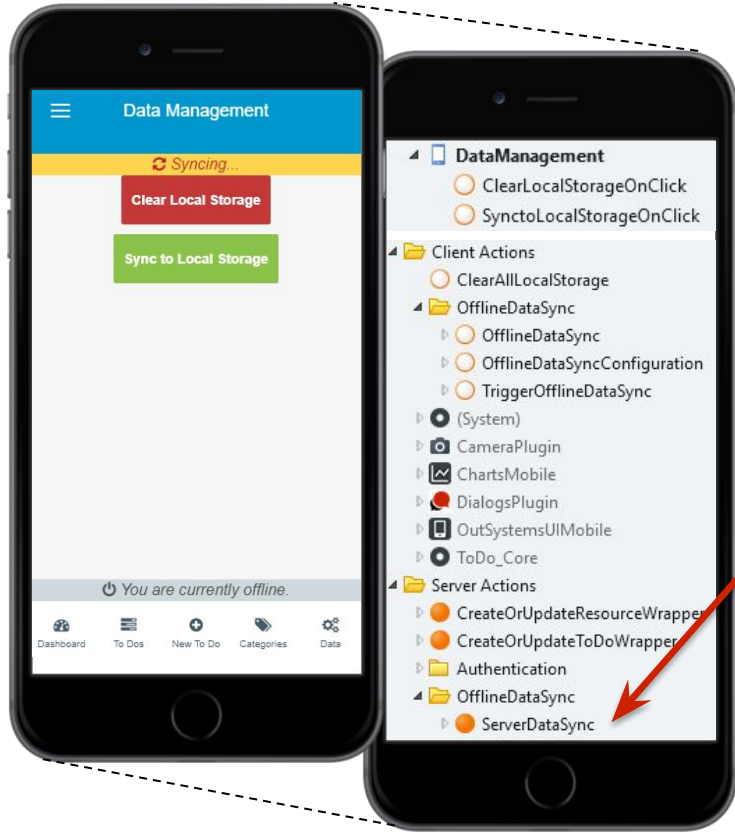 Data Management
Syncing...
Clear Local Storage
Sync to Local Storage
You are currently offline.
Dashboard
To Dos
New To Do
Categories
Data
DataManagement
ClearLocalStorageOnClick
SynctoLocalStorageOnClick
Client Actions
ClearAllLocalStorage
OfflineDataSync
OfflineDataSync
OfflineDataSyncConfiguration
TriggerOfflineDataSync
(System)
CameraPlugin
ChartsMobile
DialogsPlugin
OutSystemsUIMobile
ToDo_Core
Server Actions
CreateOrUpdateResourceWrapper
CreateOrUpdateToDoWrapper
Authentication
OfflineDataSync
ServerDataSync